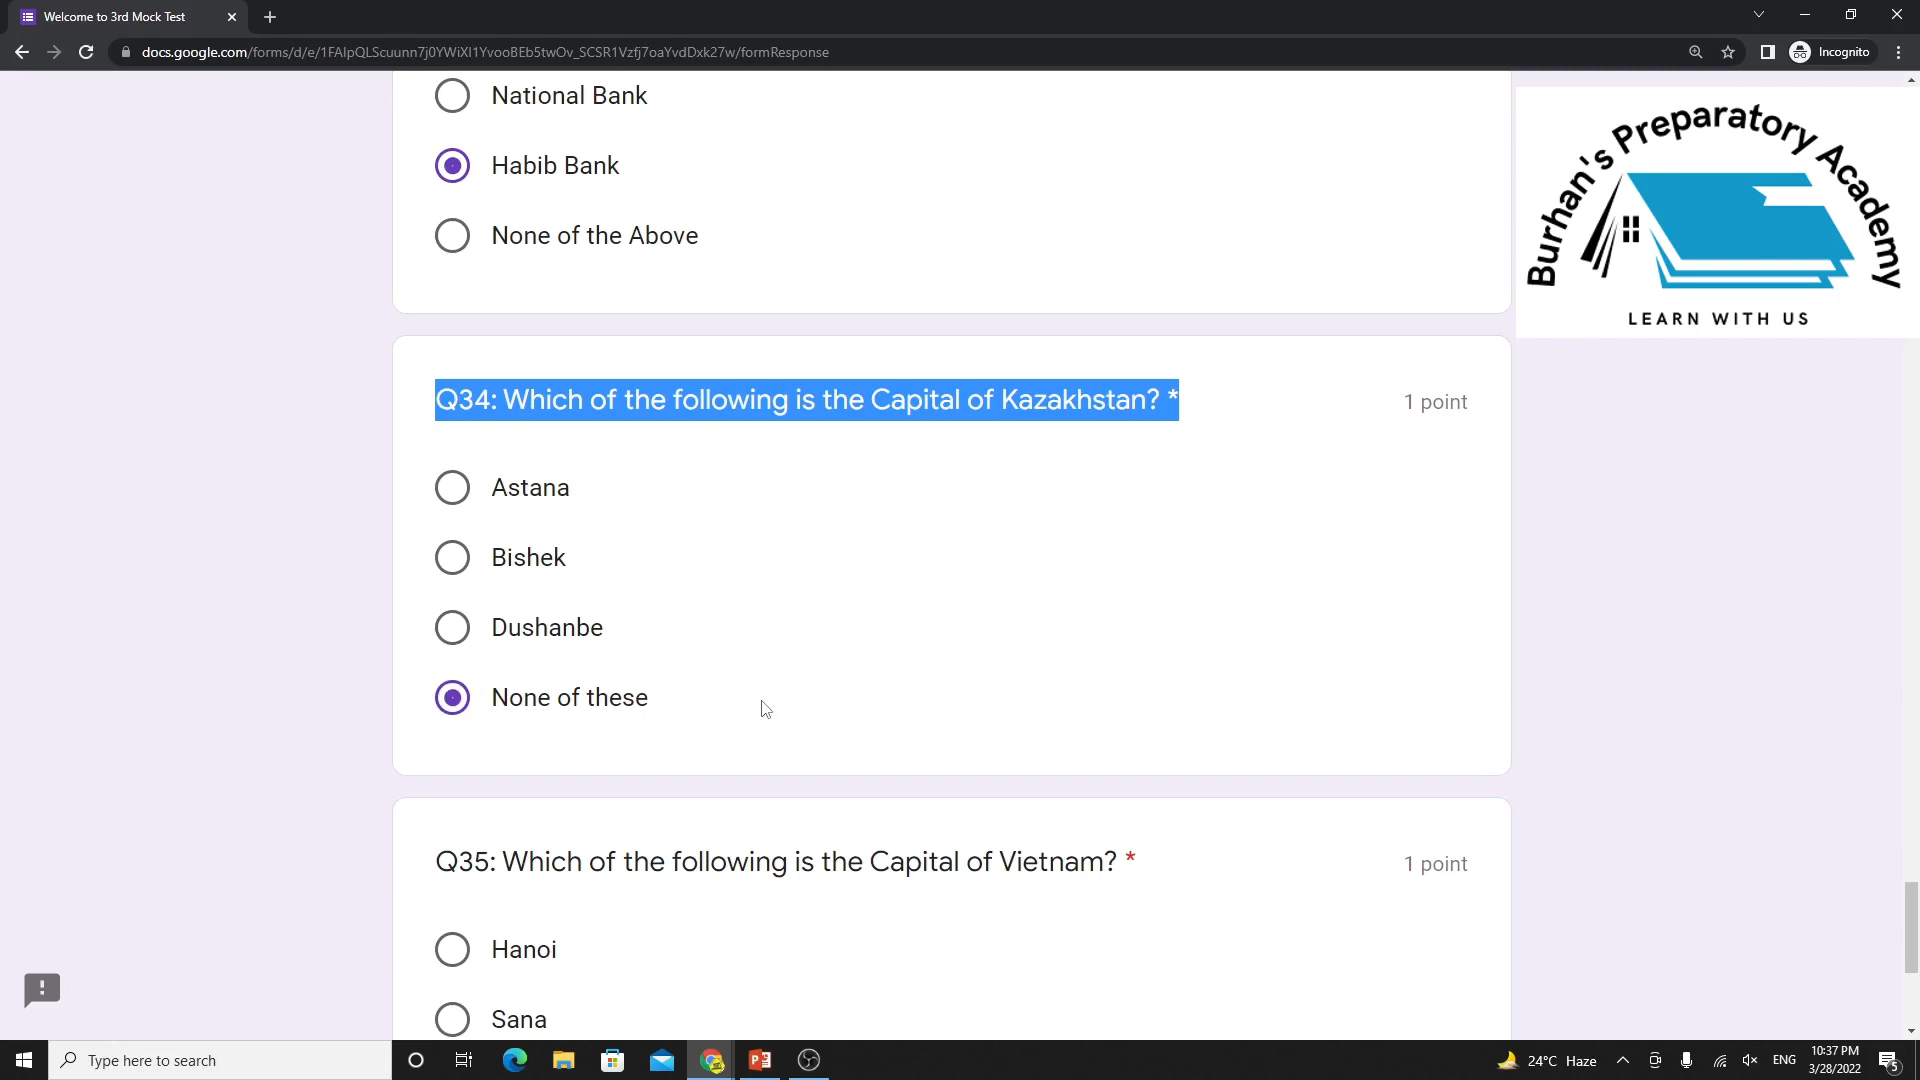 Welcome to 3rd Mock Test
docs.google.com/forms/d/e/1FAIpQLScuunn7j0YWiXI1YvooBEb5twOv_SCSR1Vzfj7oaYvdDxk27w/formResponse
Incognito
National Bank
Habib Bank
None of the Above
Burhan's Preparatory Academy
LEARN WITH US
Q34: Which of the following is the Capital of Kazakhstan? *
1 point
Astana
Bishek
Dushanbe
None of these
Q35: Which of the following is the Capital of Vietnam? *
1 point
Hanoi
Sana
Type here to search
24°C Haze
ENG
10:37 PM
3/28/2022
5